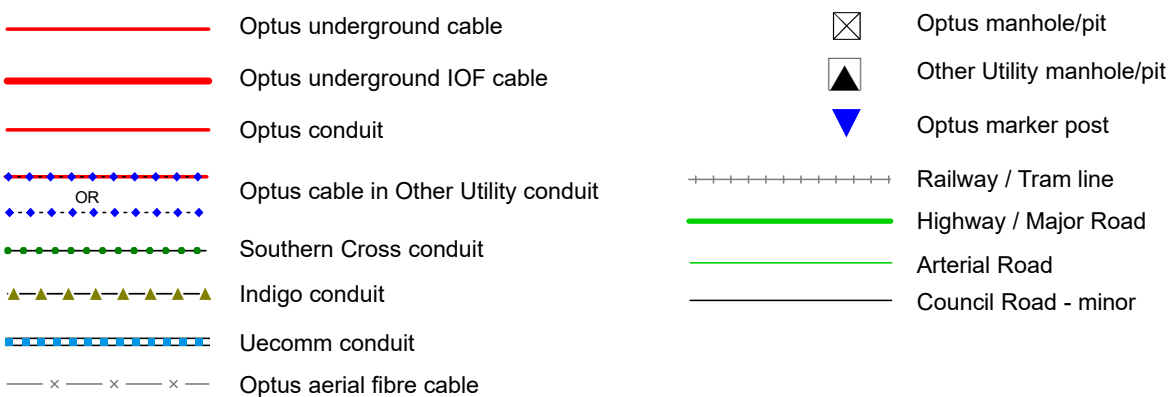 Optus underground cable
Optus underground IOF cable
Optus conduit
OR
Optus cable in Other Utility conduit
Southern Cross conduit
Indigo conduit
Uecomm conduit
Optus aerial fibre cable
Optus manhole/pit
Other Utility manhole/pit
Optus marker post
Railway / Tram line
Highway / Major Road
Arterial Road
Council Road - minor